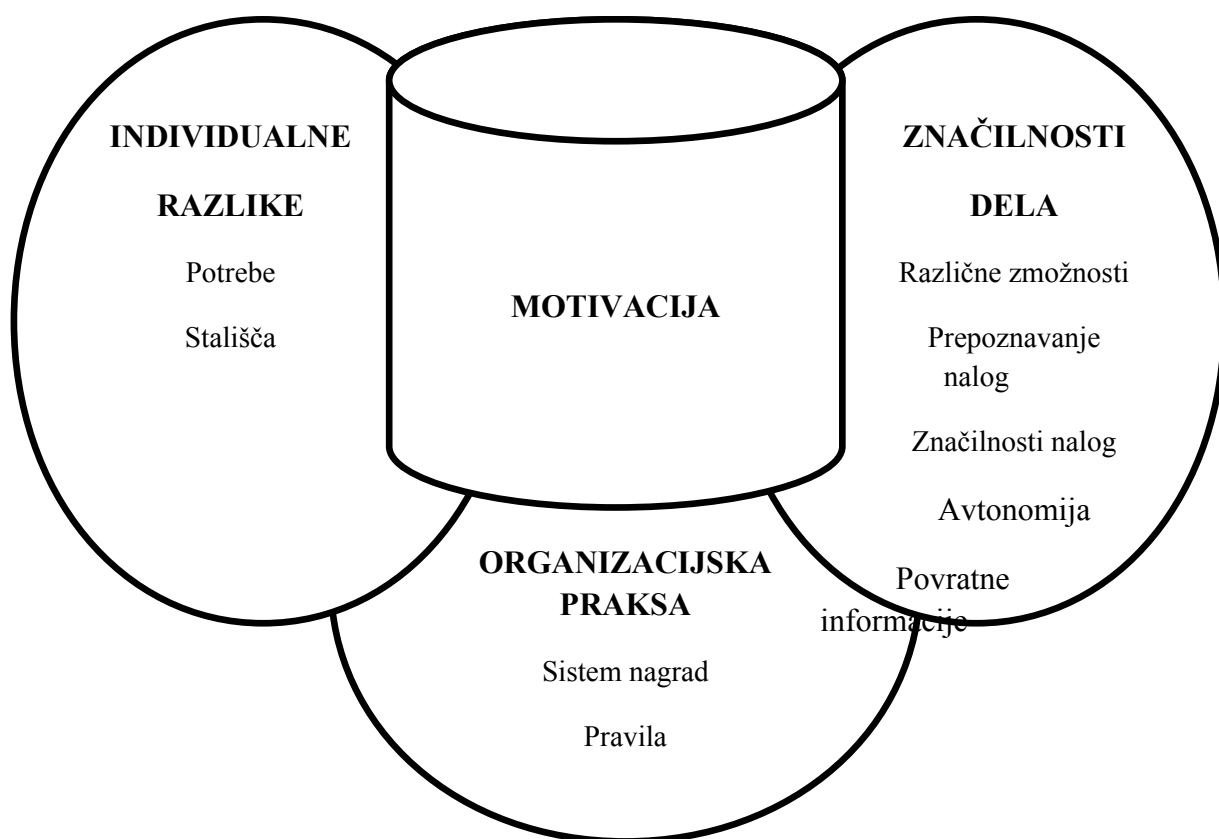 INDIVIDUALNE
RAZLIKE
Potrebe
Stališča
MOTIVACIJA
ZNAČILNOSTI
DELA
Različne zmožnosti
Prepoznavanje
nalog
Značilnosti nalog
Avtonomija
Povratne
informacije
ORGANIZACIJSKA
PRAKSA
Sistem nagrad
Pravila